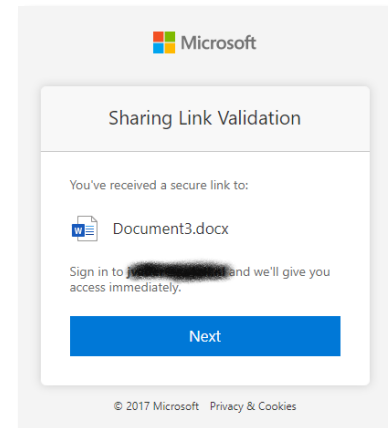 Microsoft
Sharing Link Validation
You've received a secure link to:
Document3.docx
Sign in to and we'll give you
access immediately.
Next
© 2017 Microsoft Privacy & Cookies